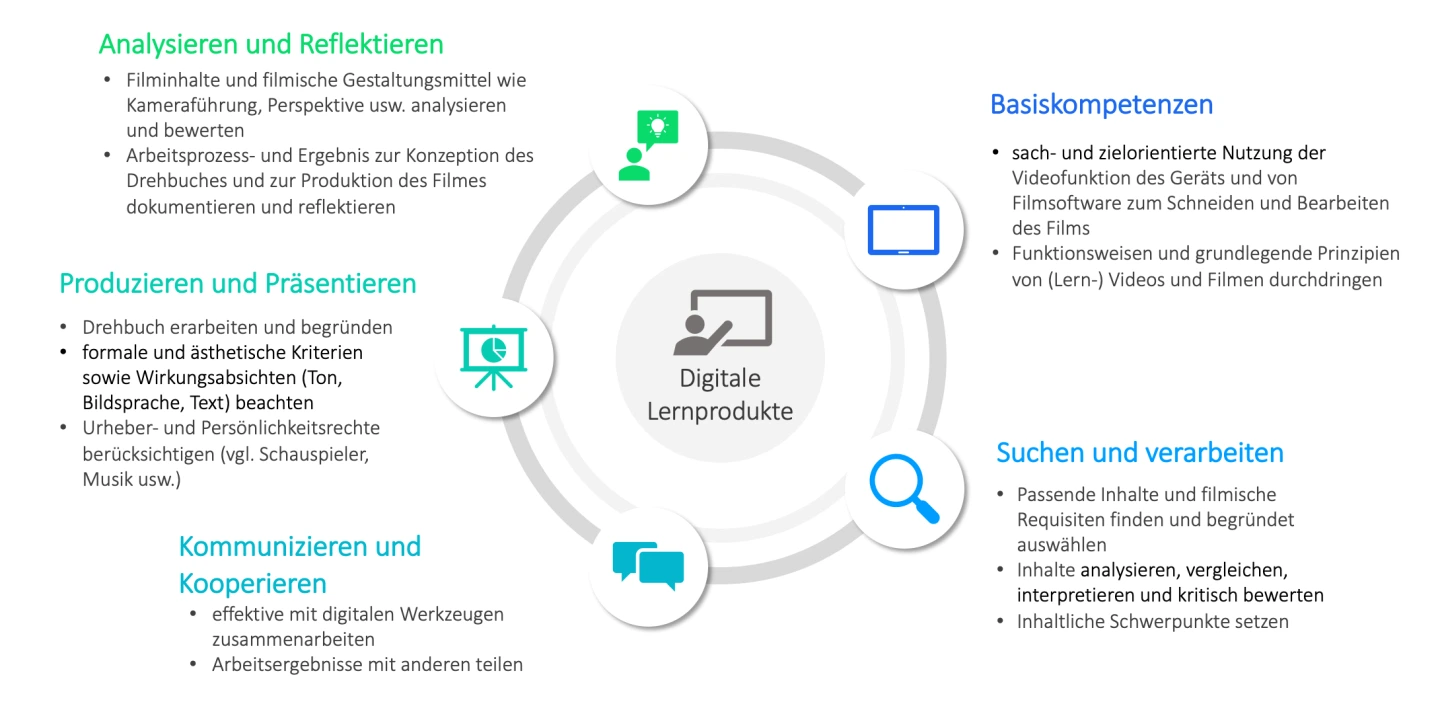 Analysieren und Reflektieren
• Filminhalte und filmische Gestaltungsmittel wie
Kameraführung, Perspektive usw. analysieren
und bewerten
• Arbeitsprozess- und Ergebnis zur Konzeption des
Drehbuches und zur Produktion des Filmes
dokumentieren und reflektieren
Basiskompetenzen
• sach- und zielorientierte Nutzung der
Videofunktion des Geräts und von
Filmsoftware zum Schneiden und Bearbeiten
des Films
• Funktionsweisen und grundlegende Prinzipien
von (Lern-) Videos und Filmen durchdringen
Produzieren und Präsentieren
• Drehbuch erarbeiten und begründen
• formale und ästhetische Kriterien
sowie Wirkungsabsichten (Ton,
Bildsprache, Text) beachten
• Urheber- und Persönlichkeitsrechte
berücksichtigen (vgl. Schauspieler,
Musik usw.)
Digitale
Lernprodukte
Suchen und verarbeiten
• Passende Inhalte und filmische
Requisiten finden und begründet
auswählen
• Inhalte analysieren, vergleichen,
interpretieren und kritisch bewerten
• Inhaltliche Schwerpunkte setzen
Kommunizieren und
Kooperieren
• effektive mit digitalen Werkzeugen
zusammenarbeiten
• Arbeitsergebnisse mit anderen teilen